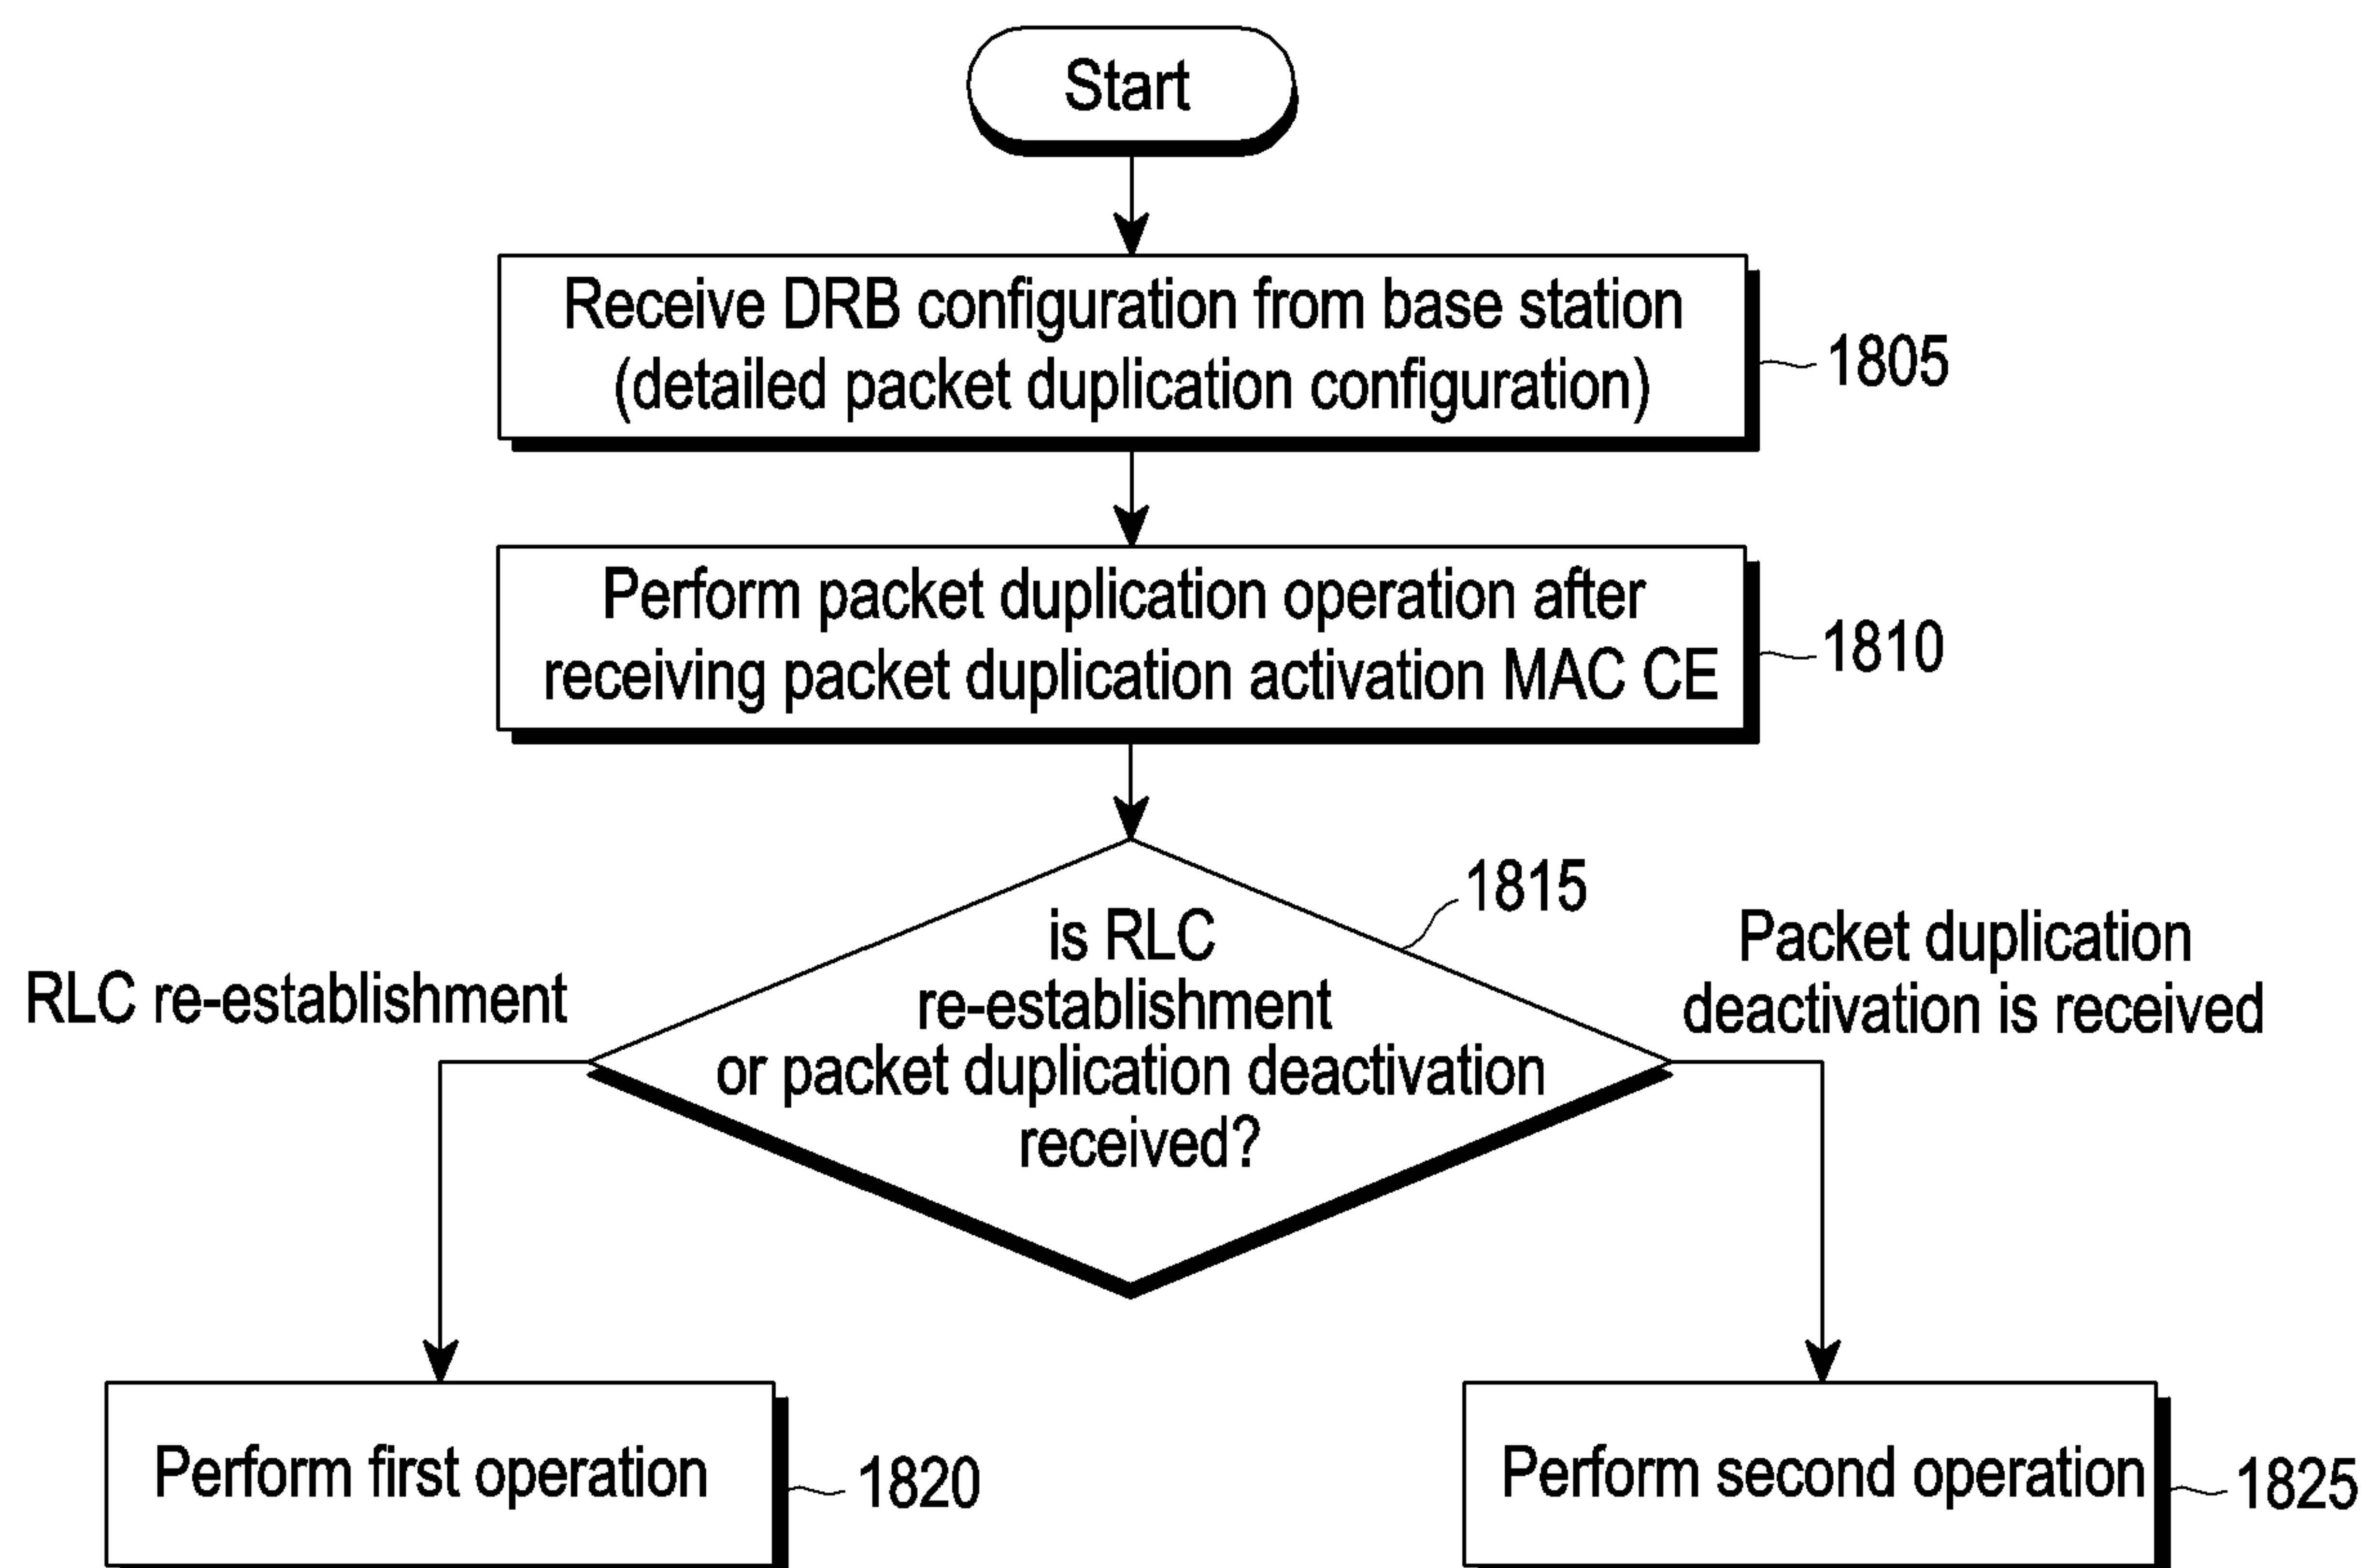 Start
Receive DRB configuration from base station
(detailed packet duplication configuration)
1805
Perform packet duplication operation after
receiving packet duplication activation MAC CE
1810
is RLC
re-establishment
or packet duplication deactivation
received?
1815
RLC re-establishment
Packet duplication
deactivation is received
Perform first operation
1820
Perform second operation
1825